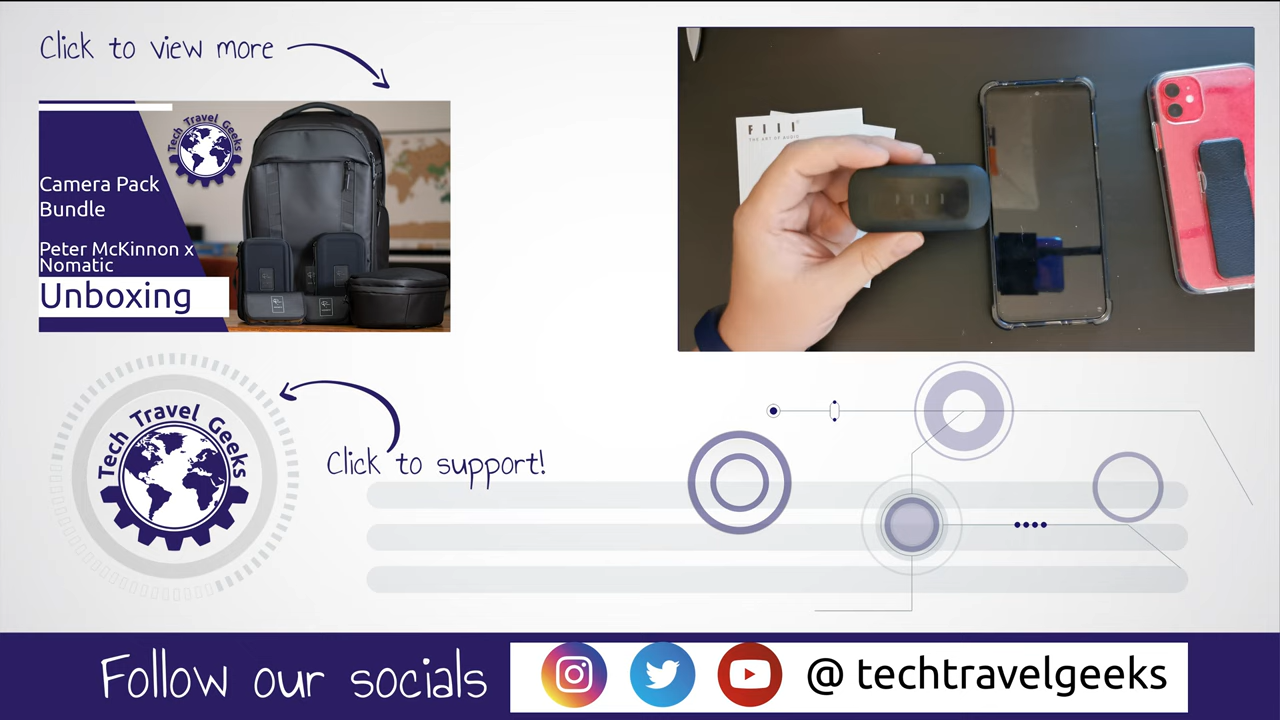 Click to view more
Tech Travel Geeks
Camera Pack
Bundle
Peter McKinnon x
Nomatic
Unboxing
FIIL
THE ART OF AUDIO
FIIL
Tech Travel Geeks
Click to support!
Follow our socials
@ techtravelgeeks